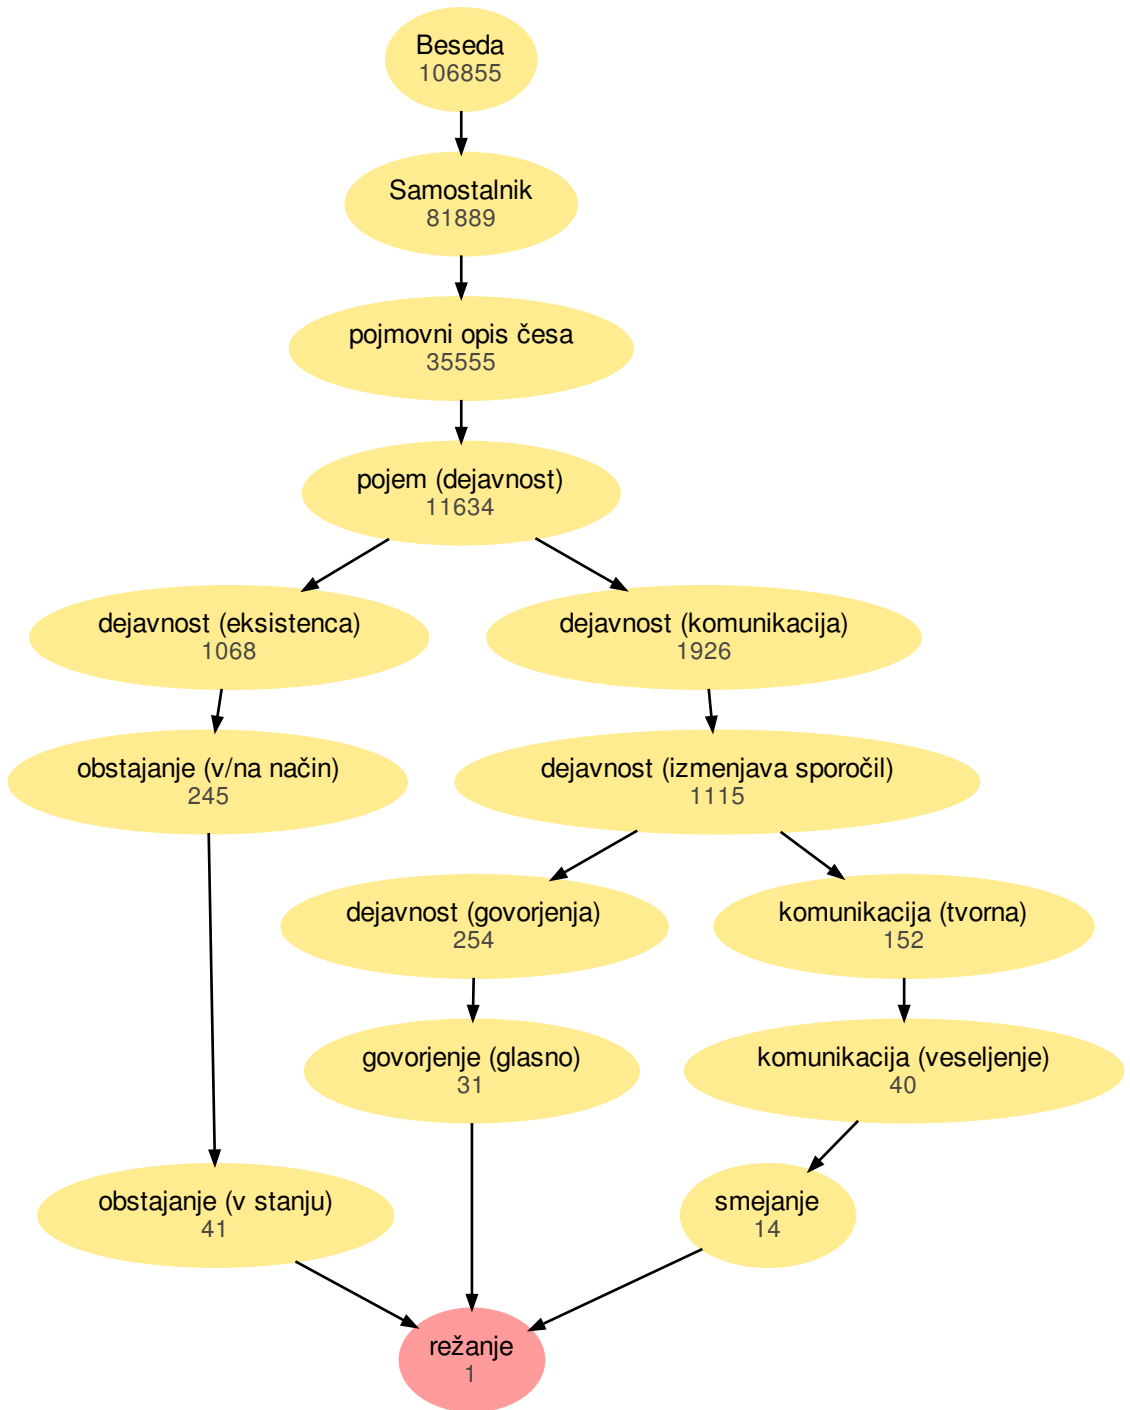 Beseda
106855
Samostalnik
81889
pojmovni opis česa
35555
pojem (dejavnost)
11634
dejavnost (eksistenca)
1068
dejavnost (komunikacija)
1926
obstajanje (v/na način)
245
dejavnost (izmenjava sporočil)
1115
dejavnost (govorjenja)
254
komunikacija (tvorna)
152
govorjenje (glasno)
31
komunikacija (veseljenje)
40
obstajanje (v stanju)
41
smejanje
14
režanje
1